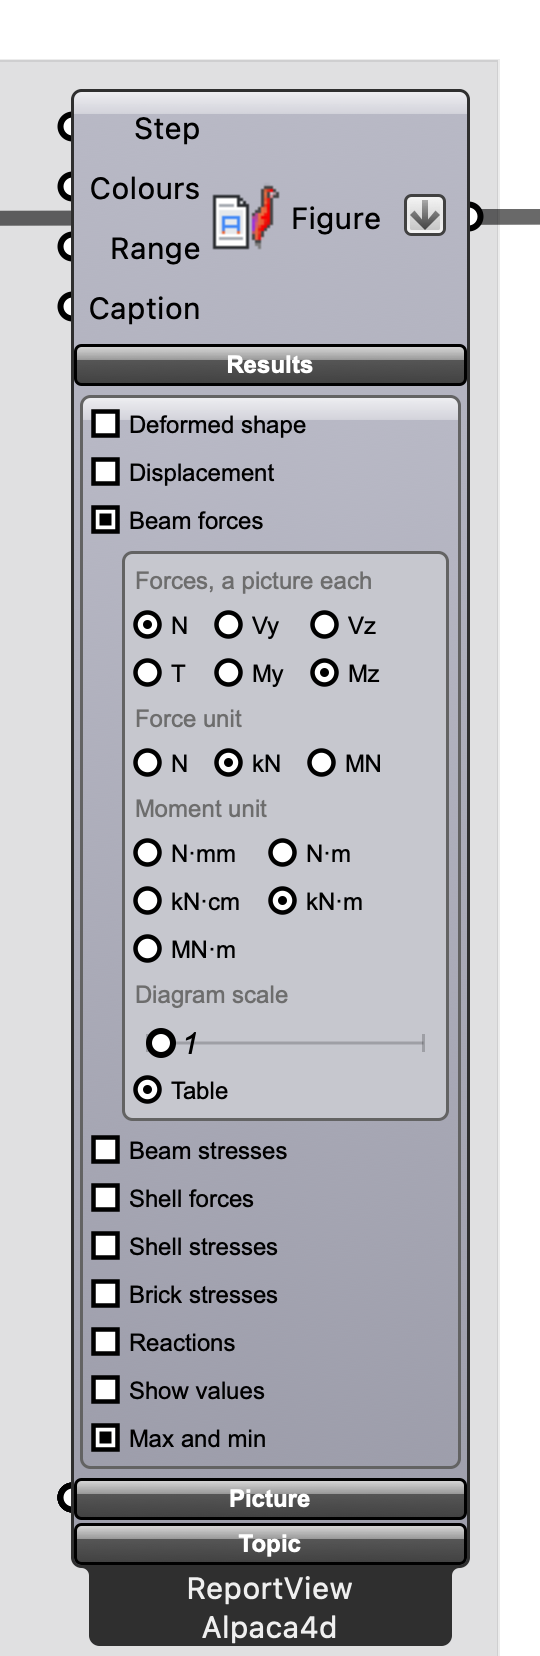 Step
Colours
Range
Caption
Figure
Results
Deformed shape
Displacement
Beam forces
Forces, a picture each
N Vy Vz
T My Mz
Force unit
N kN MN
Moment unit
N·mm N·m
kN·cm kN·m
MN·m
Diagram scale
1
Table
Beam stresses
Shell forces
Shell stresses
Brick stresses
Reactions
Show values
Max and min
Picture
Topic
ReportView
Alpaca4d